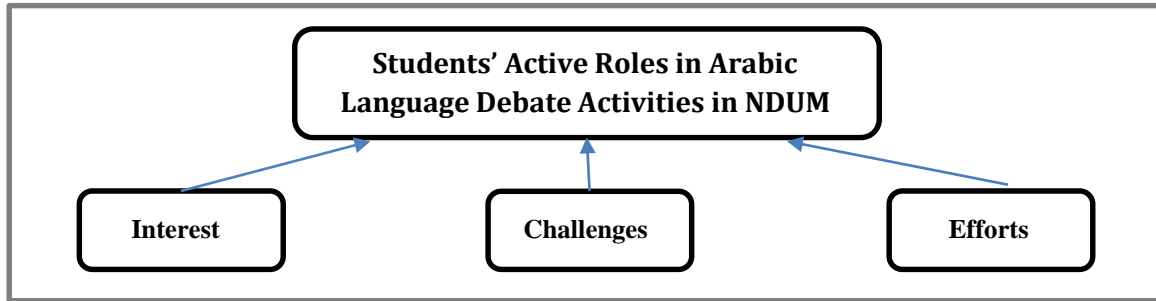 Students’ Active Roles in Arabic
Language Debate Activities in NDUM
Interest
Challenges
Efforts